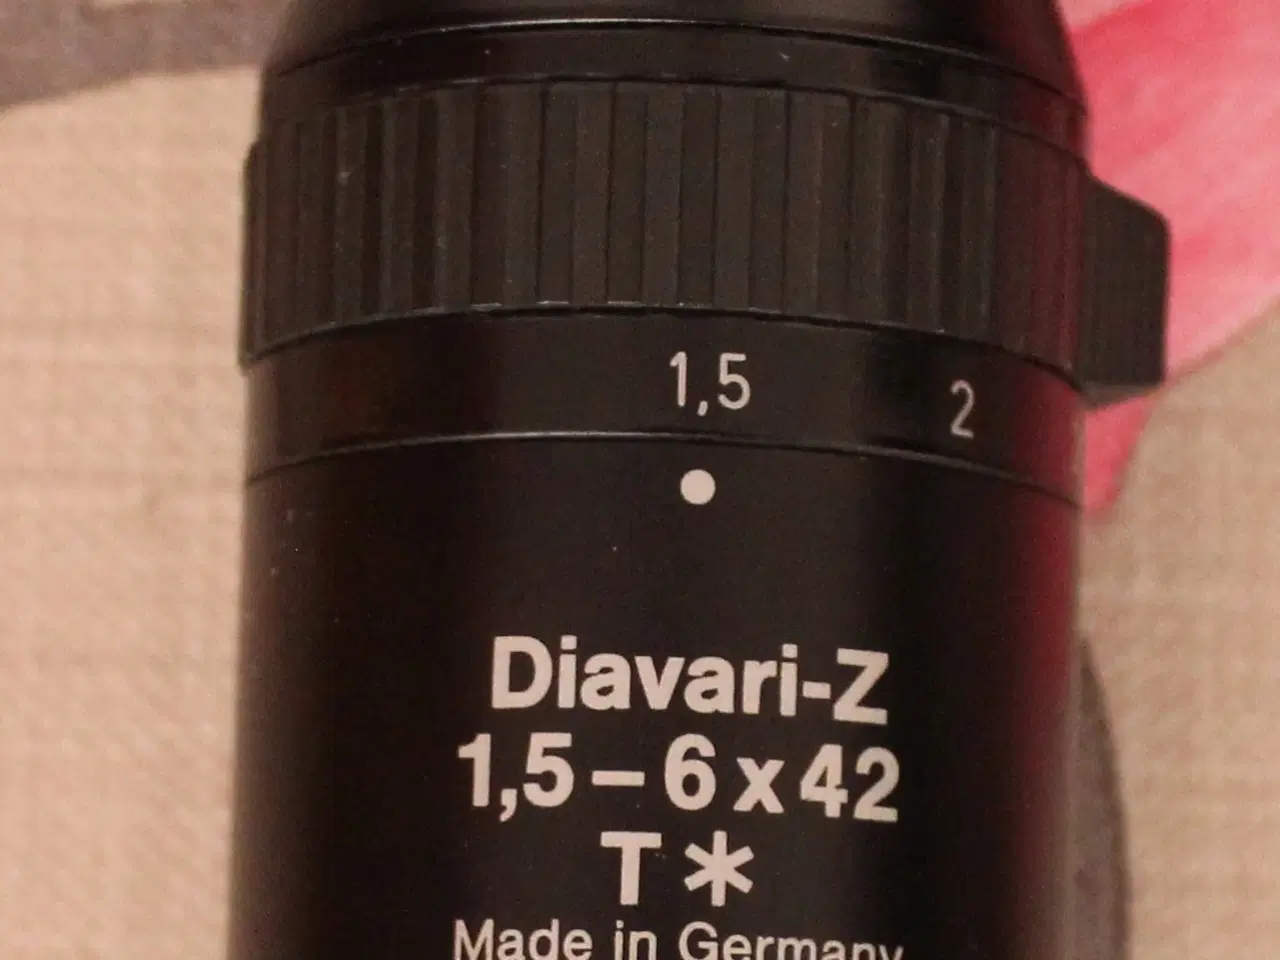 1,5 2
Diavari-Z
1,5 – 6 x 42
T*
Made in Germany